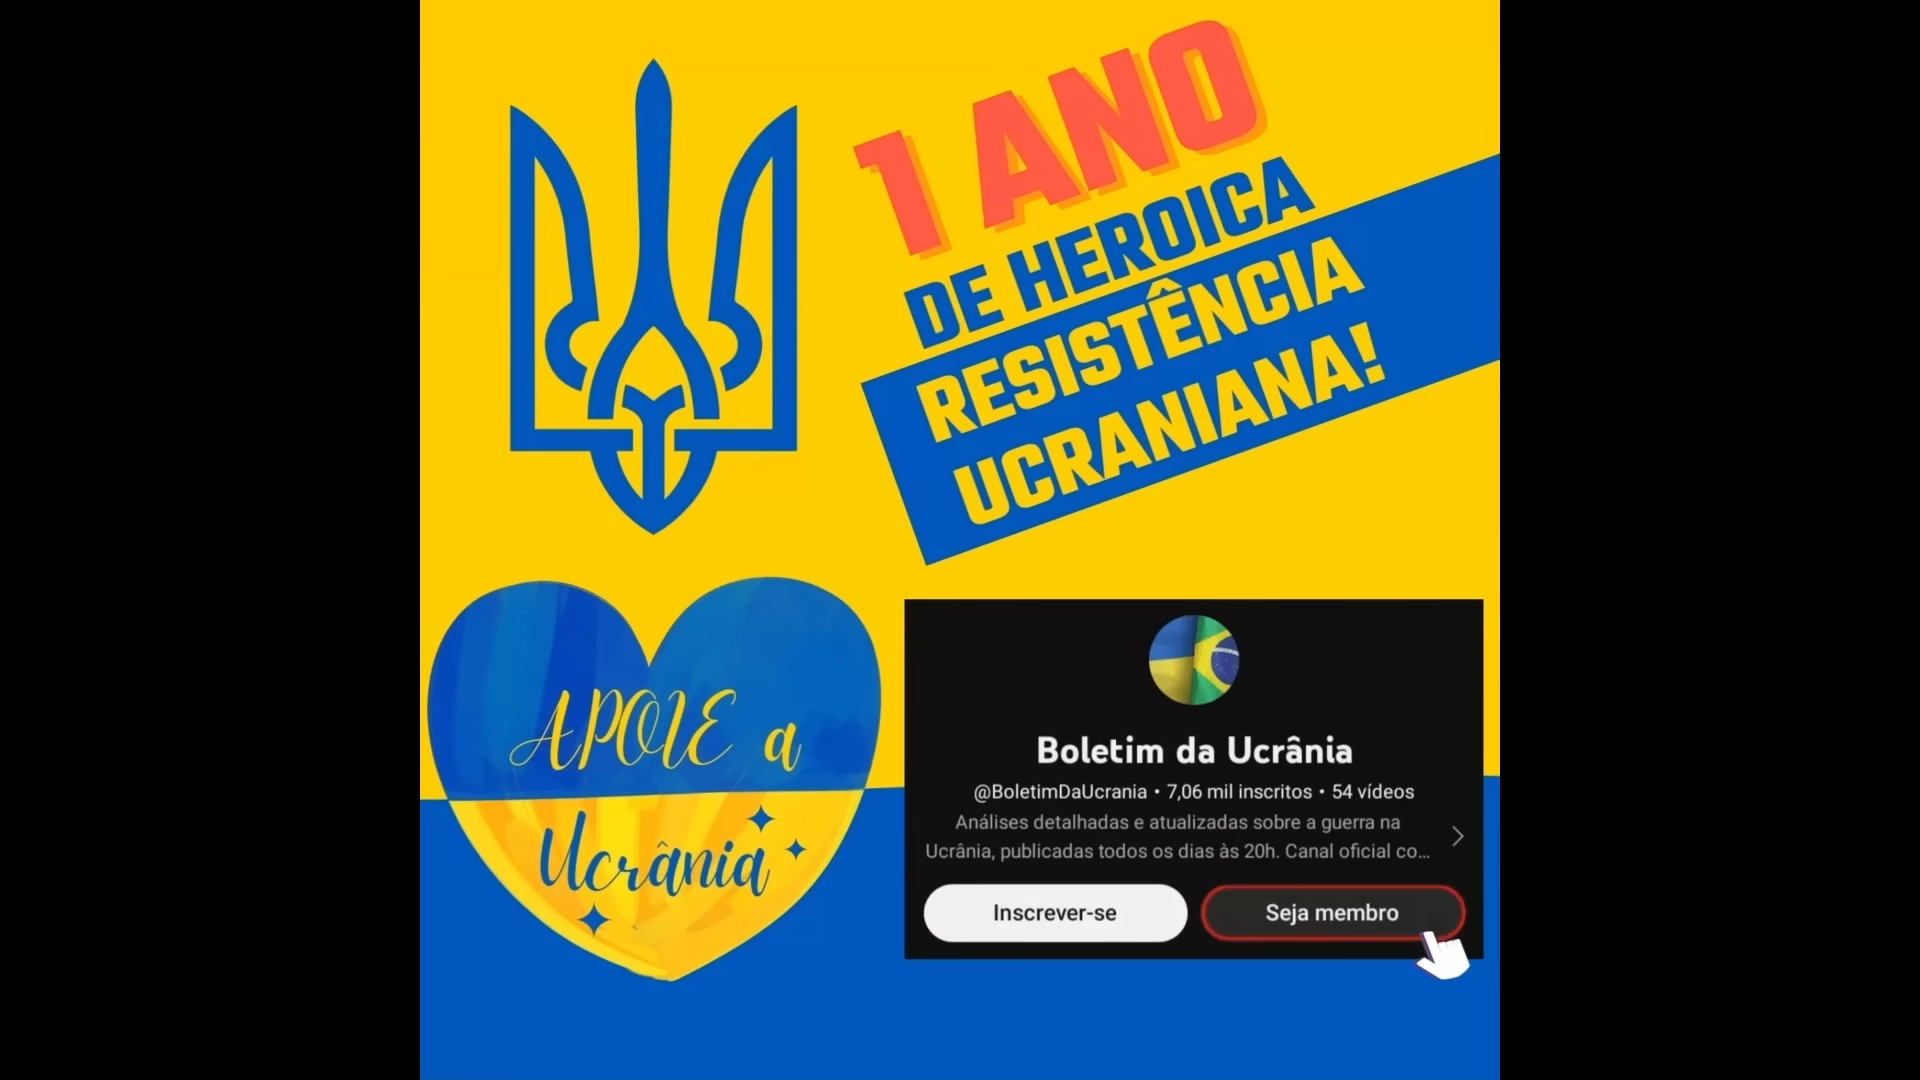 1 ANO
DE HEROICA
RESISTÊNCIA
UCRANIANA!
APOIE a
Ucrânia
Boletim da Ucrânia
@BoletimDaUcrania • 7,06 mil inscritos • 54 vídeos
Análises detalhadas e atualizadas sobre a guerra na
Ucrânia, publicadas todos os dias às 20h. Canal oficial co...
Inscrever-se
Seja membro